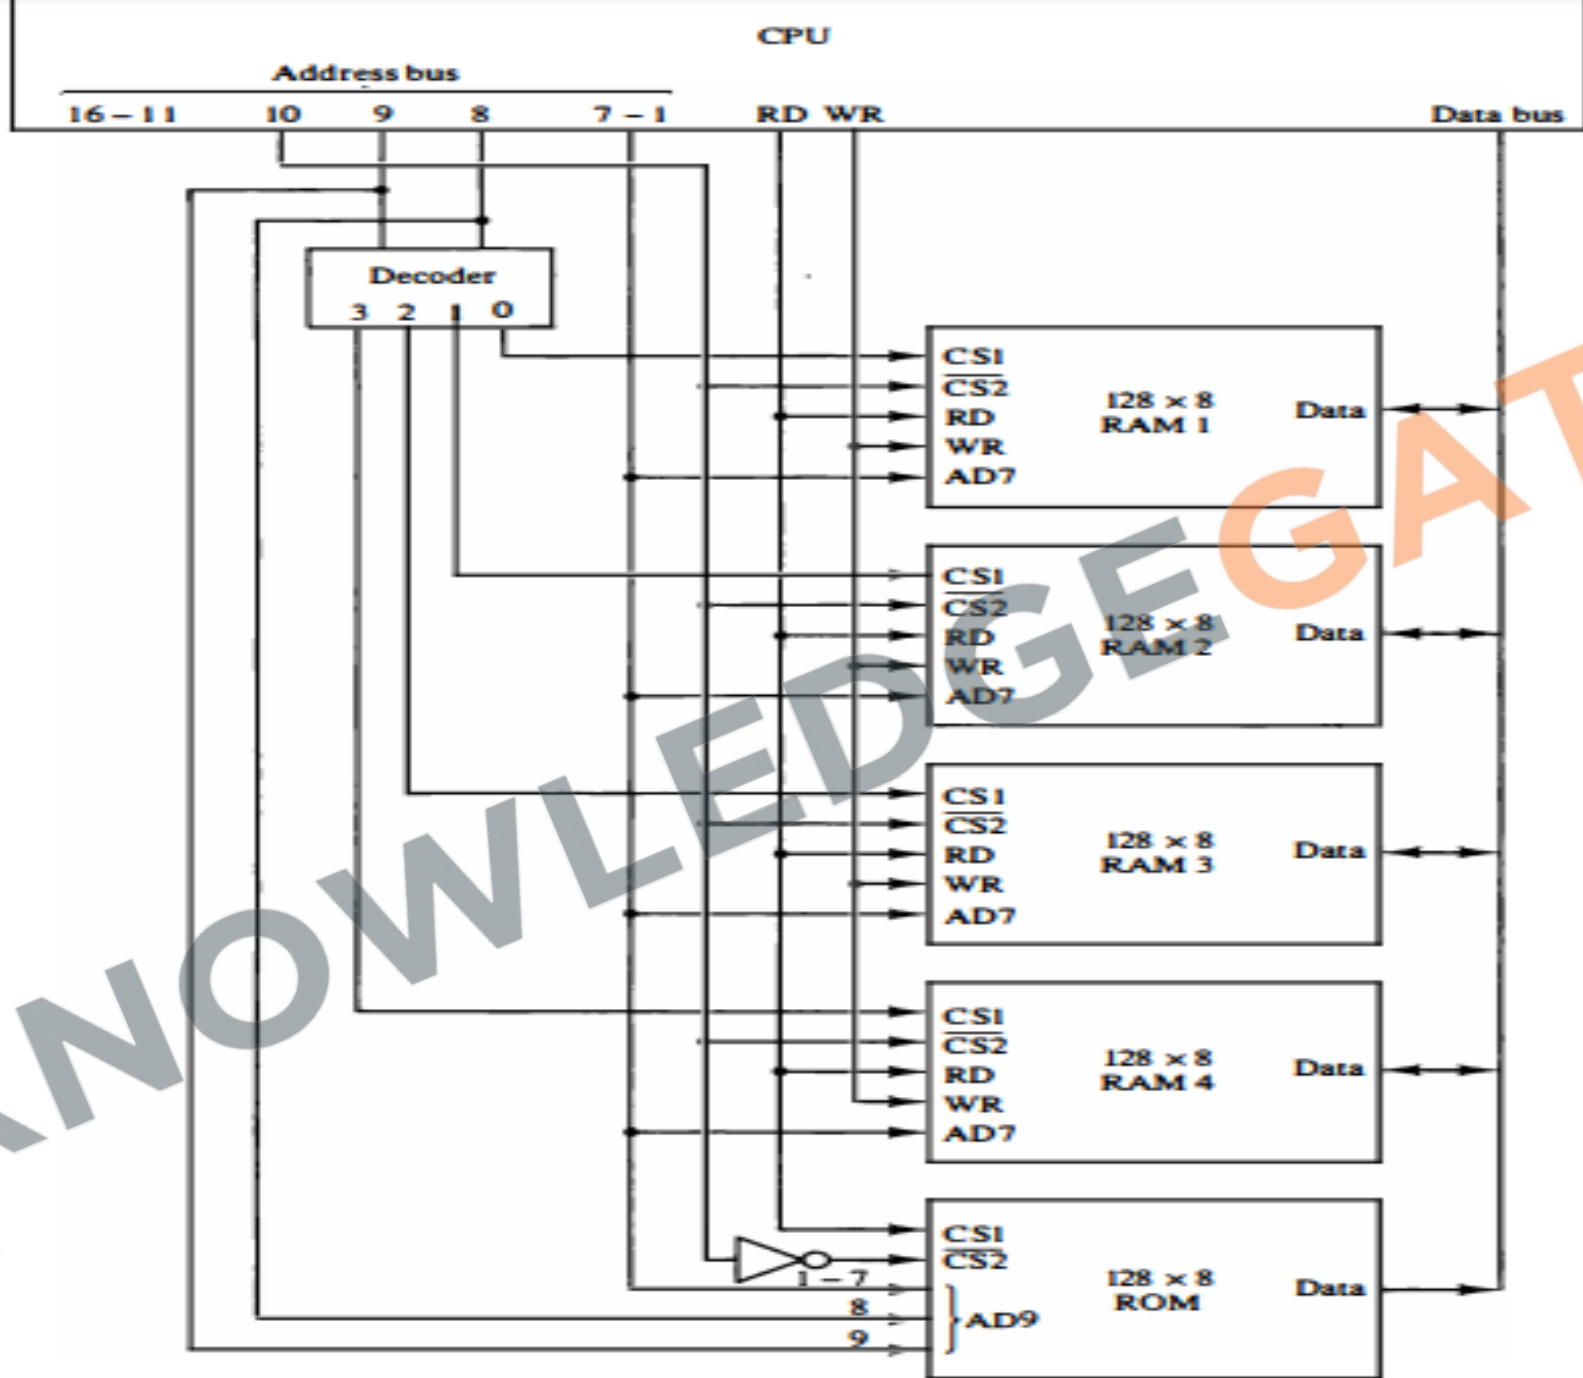 CPU
Address bus
16 – 11 10 9 8 7 – 1 RD WR Data bus
Decoder
3 2 1 0
CS1
CS2
RD
WR
AD7
128 × 8
RAM 1
Data
CS1
CS2
RD
WR
AD7
128 × 8
RAM 2
Data
CS1
CS2
RD
WR
AD7
128 × 8
RAM 3
Data
CS1
CS2
RD
WR
AD7
128 × 8
RAM 4
Data
CS1
CS2
1 – 7
8
9
AD9
128 × 8
ROM
Data
KNOWLEDGEGAT